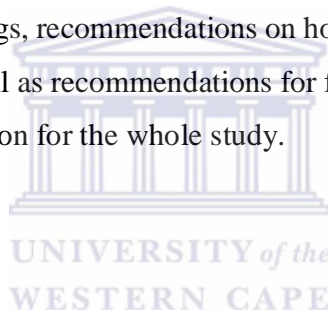 gs, recommendations on ho
l as recommendations for f
on for the whole study.
UNIVERSITY of the
WESTERN CAPE